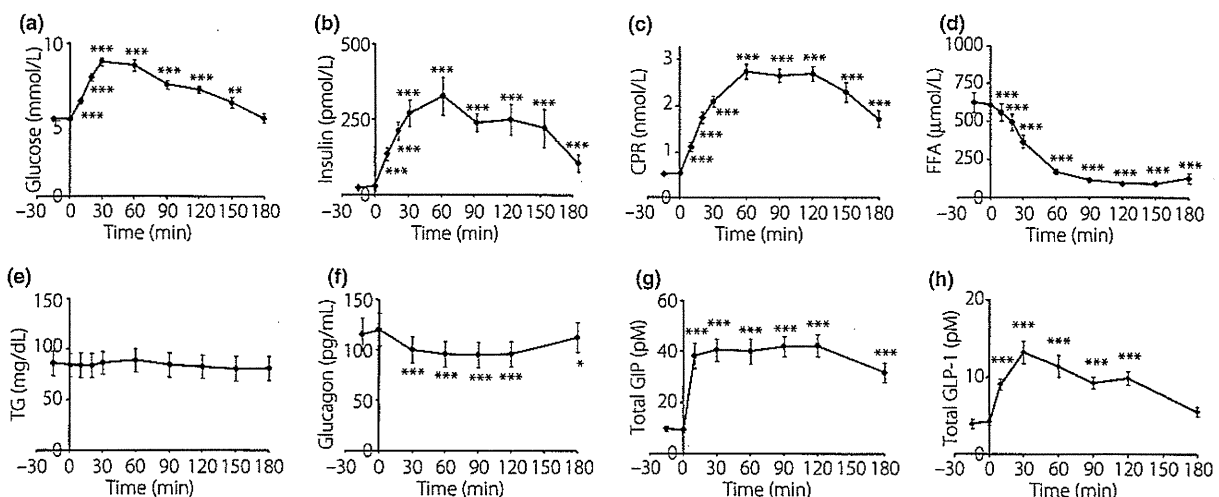 (a)
Glucose (mmol/L)
10
5
0
*** ***
***
***
**
***
***
-30 0 30 60 90 120 150 180
Time (min)
(b)
Insulin (pmol/L)
500
250
0
***
***
***
***
***
***
***
***
-30 0 30 60 90 120 150 180
Time (min)
(c)
CPR (nmol/L)
3
2
1
0
*** *** ***
***
***
***
***
***
-30 0 30 60 90 120 150 180
Time (min)
(d)
FFA (μmol/L)
1000
750
500
250
0
***
***
***
*** *** *** *** ***
-30 0 30 60 90 120 150 180
Time (min)
(e)
TG (mg/dL)
150
100
50
0
-30 0 30 60 90 120 150 180
Time (min)
(f)
Glucagon (pg/mL)
150
100
50
0
*** *** *** ***
*
-30 0 30 60 90 120 180
Time (min)
(g)
Total GIP (pM)
60
40
20
0
*** *** *** *** ***
***
-30 0 30 60 90 120 180
Time (min)
(h)
Total GLP-1 (pM)
20
10
0
***
***
***
*** ***
-30 0 30 60 90 120 180
Time (min)